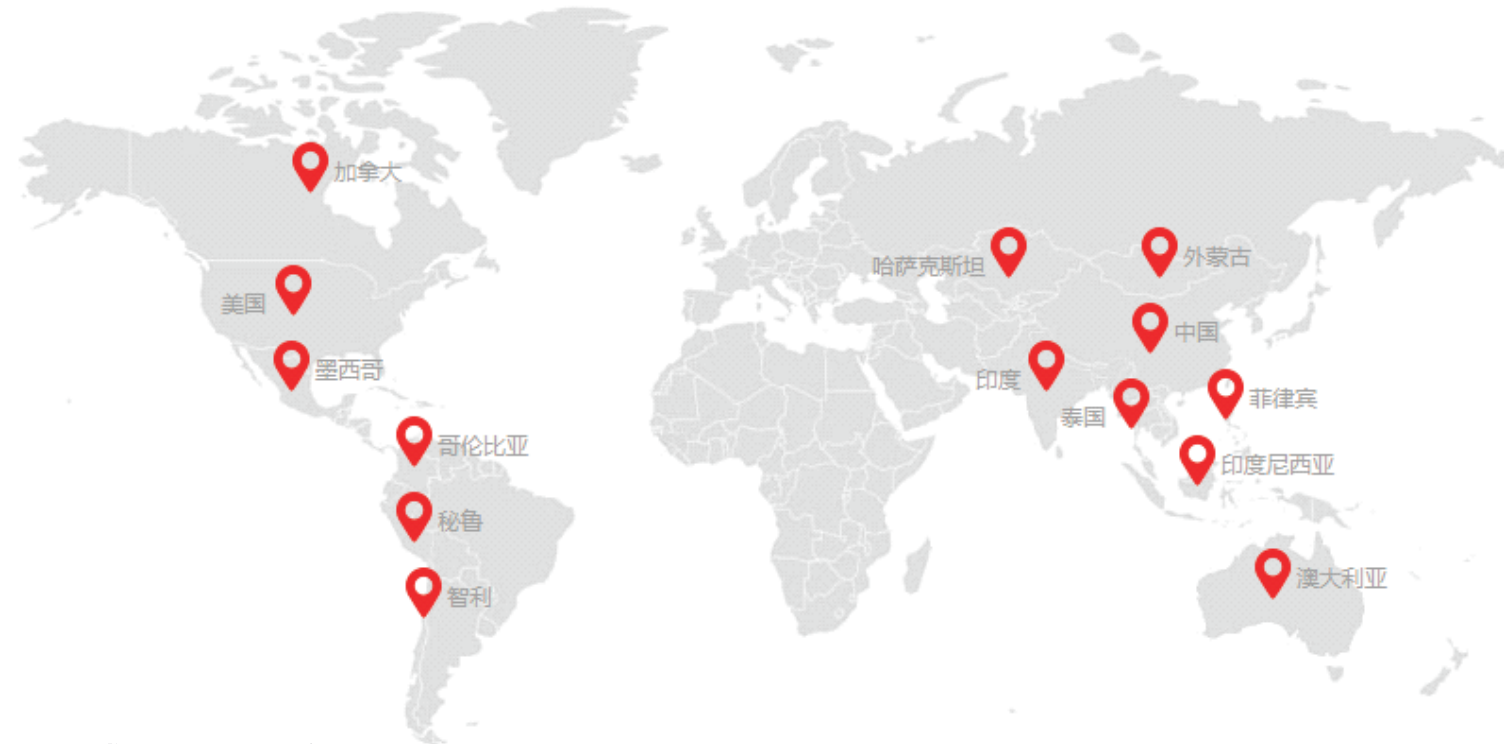 加拿大
美国
墨西哥
哥伦比亚
秘鲁
智利
哈萨克斯坦
外蒙古
中国
印度
泰国
菲律宾
印度尼西亚
澳大利亚